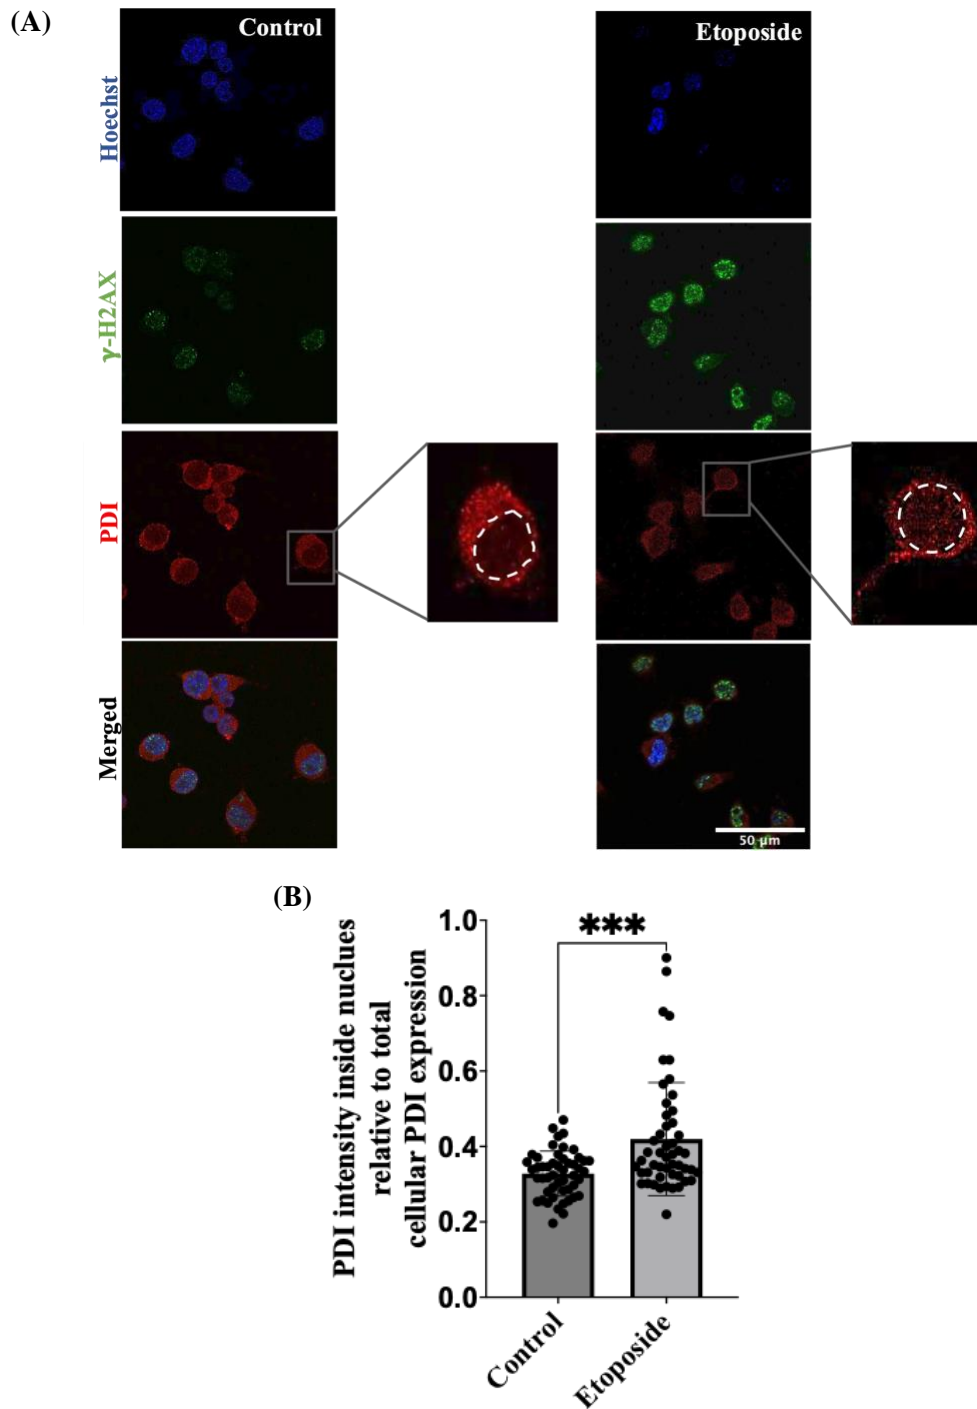 (A)
Control
Etoposide
Hoechst
γ-H2AX
PDI
Merged
50 µm
(B)
PDI intensity inside nuclues
relative to total
cellular PDI expression
1.0
0.8
0.6
0.4
0.2
0.0
✱✱✱
Control
Etoposide